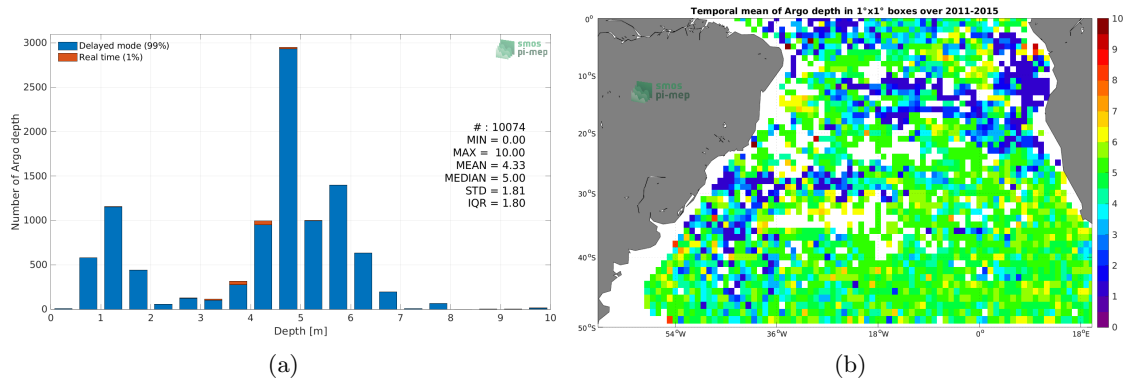 Delayed mode (99%)
Real time (1%)
smos
pi-mep
# : 10074
MIN = 0.00
MAX = 10.00
MEAN = 4.33
MEDIAN = 5.00
STD = 1.81
IQR = 1.80
Number of Argo depth
3000
2500
2000
1500
1000
500
0
0 1 2 3 4 5 6 7 8 9 10
Depth [m]
(a)
Temporal mean of Argo depth in 1°x1° boxes over 2011-2015
smos
pi-mep
0°
10°S
20°S
30°S
40°S
50°S
54°W 36°W 18°W 0° 18°E
10
9
8
7
6
5
4
3
2
1
0
(b)